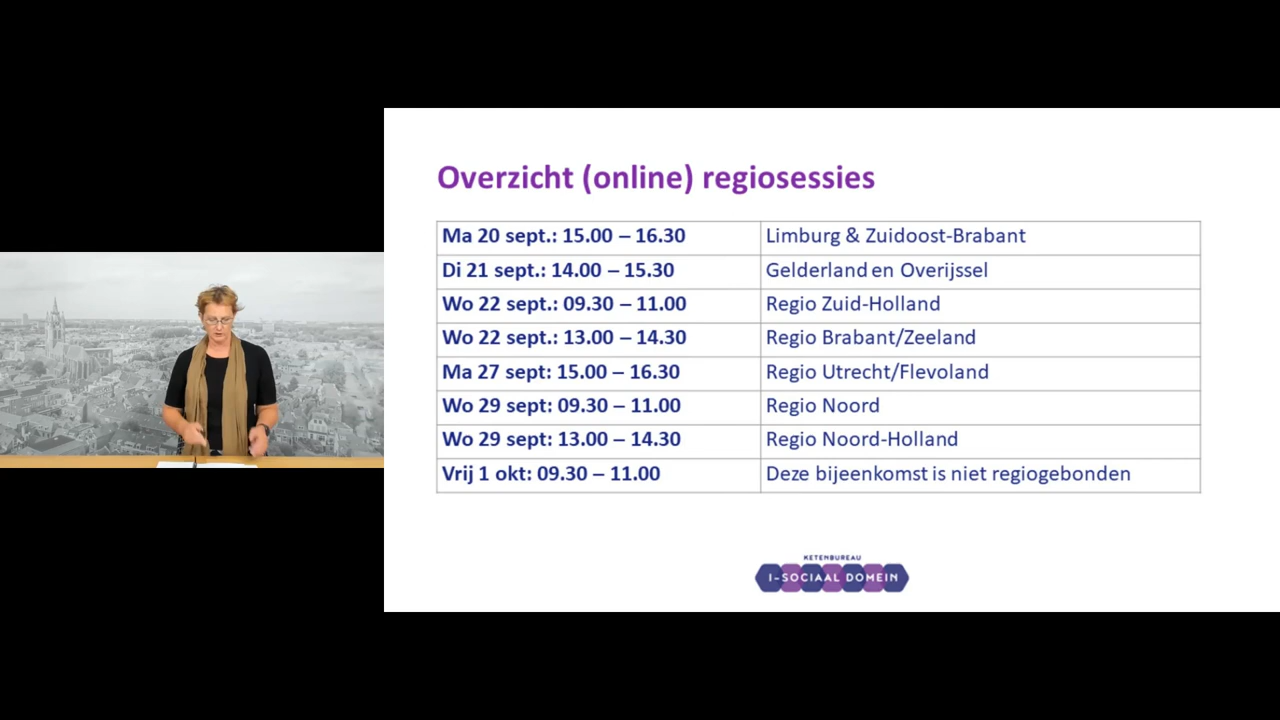 Overzicht (online) regiosessies
Ma 20 sept.: 15.00 – 16.30 Limburg & Zuidoost-Brabant
Di 21 sept.: 14.00 – 15.30 Gelderland en Overijssel
Wo 22 sept.: 09.30 – 11.00 Regio Zuid-Holland
Wo 22 sept.: 13.00 – 14.30 Regio Brabant/Zeeland
Ma 27 sept: 15.00 – 16.30 Regio Utrecht/Flevoland
Wo 29 sept: 09.30 – 11.00 Regio Noord
Wo 29 sept: 13.00 – 14.30 Regio Noord-Holland
Vrij 1 okt: 09.30 – 11.00 Deze bijeenkomst is niet regiogebonden
KETENBUREAU
I-SOCIAAL DOMEIN